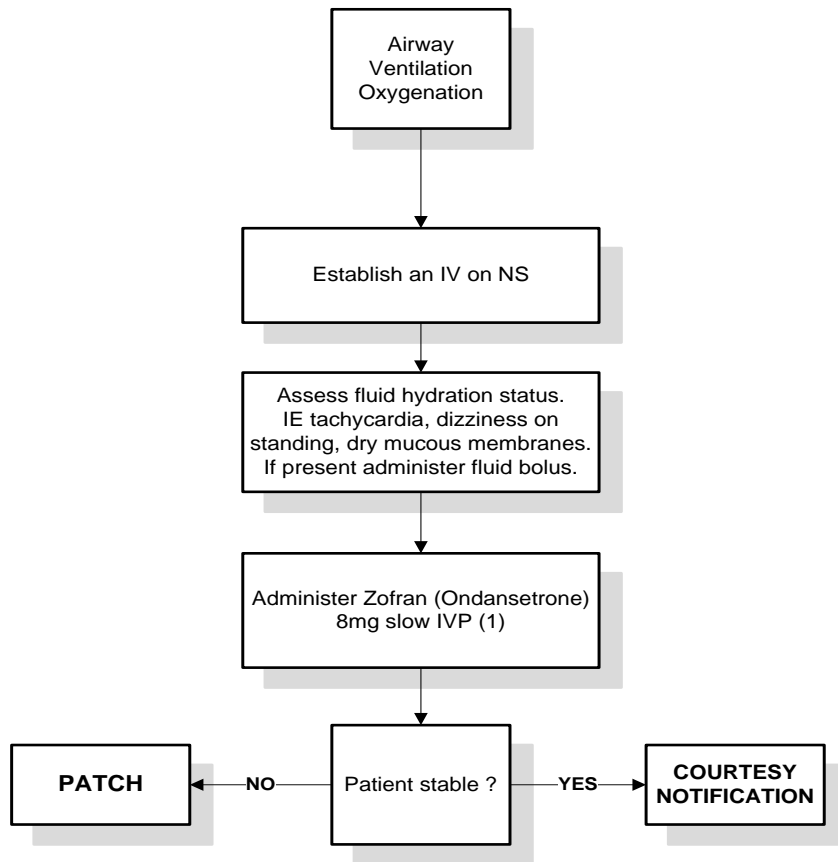 Airway
Ventilation
Oxygenation
Establish an IV on NS
Assess fluid hydration status.
IE tachycardia, dizziness on
standing, dry mucous membranes.
If present administer fluid bolus.
Administer Zofran (Ondansetrone)
8mg slow IVP (1)
PATCH
NO
Patient stable ?
YES
COURTESY
NOTIFICATION